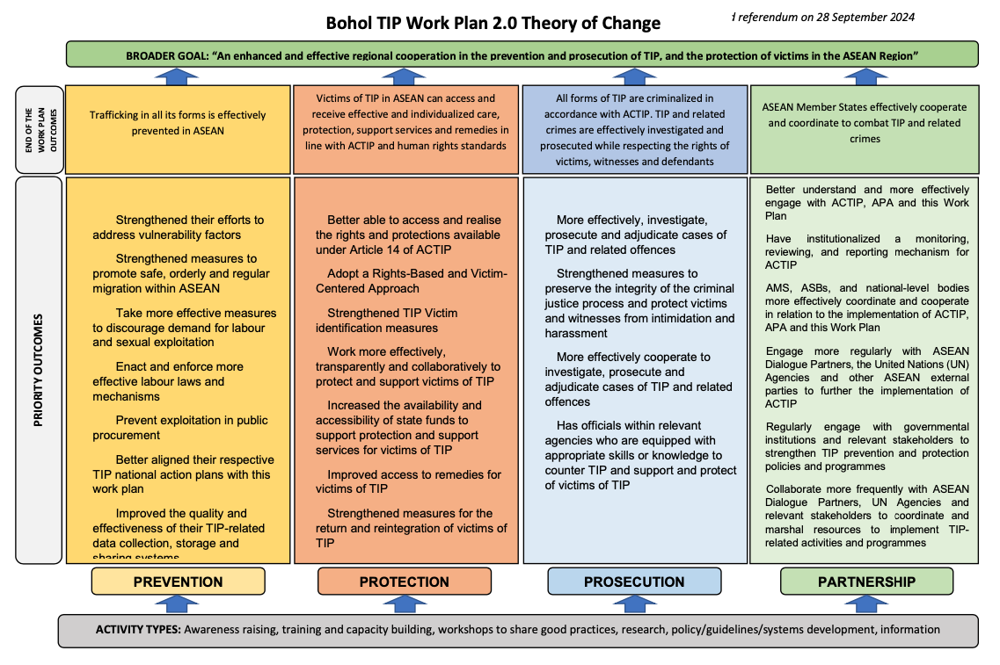 Bohol TIP Work Plan 2.0 Theory of Change
referendum on 28 September 2024
BROADER GOAL: “An enhanced and effective regional cooperation in the prevention and prosecution of TIP, and the protection of victims in the ASEAN Region”
END OF THE
WORK PLAN
OUTCOMES
Trafficking in all its forms is effectively
prevented in ASEAN
Victims of TIP in ASEAN can access and
receive effective and individualized care,
protection, support services and remedies in
line with ACTIP and human rights standards
All forms of TIP are criminalized in
accordance with ACTIP. TIP and related
crimes are effectively investigated and
prosecuted while respecting the rights of
victims, witnesses and defendants
ASEAN Member States effectively cooperate
and coordinate to combat TIP and related
crimes
PRIORITY OUTCOMES
Strengthened their efforts to
address vulnerability factors
Strengthened measures to
promote safe, orderly and regular
migration within ASEAN
Take more effective measures
to discourage demand for labour
and sexual exploitation
Enact and enforce more
effective labour laws and
mechanisms
Prevent exploitation in public
procurement
Better aligned their respective
TIP national action plans with this
work plan
Improved the quality and
effectiveness of their TIP-related
data collection, storage and
sharing systems
Better able to access and realise
the rights and protections available
under Article 14 of ACTIP
Adopt a Rights-Based and Victim-
Centered Approach
Strengthened TIP Victim
identification measures
Work more effectively,
transparently and collaboratively to
protect and support victims of TIP
Increased the availability and
accessibility of state funds to
support protection and support
services for victims of TIP
Improved access to remedies for
victims of TIP
Strengthened measures for the
return and reintegration of victims of
TIP
More effectively, investigate,
prosecute and adjudicate cases of
TIP and related offences
Strengthened measures to
preserve the integrity of the criminal
justice process and protect victims
and witnesses from intimidation and
harassment
More effectively cooperate to
investigate, prosecute and
adjudicate cases of TIP and related
offences
Has officials within relevant
agencies who are equipped with
appropriate skills or knowledge to
counter TIP and support and protect
of victims of TIP
Better understand and more effectively
engage with ACTIP, APA and this Work
Plan
Have institutionalized a monitoring,
reviewing, and reporting mechanism for
ACTIP
AMS, ASBs, and national-level bodies
more effectively coordinate and cooperate
in relation to the implementation of ACTIP,
APA and this Work Plan
Engage more regularly with ASEAN
Dialogue Partners, the United Nations (UN)
Agencies and other ASEAN external
parties to further the implementation of
ACTIP
Regularly engage with governmental
institutions and relevant stakeholders to
strengthen TIP prevention and protection
policies and programmes
Collaborate more frequently with ASEAN
Dialogue Partners, UN Agencies and
relevant stakeholders to coordinate and
marshal resources to implement TIP-
related activities and programmes
PREVENTION
PROTECTION
PROSECUTION
PARTNERSHIP
ACTIVITY TYPES: Awareness raising, training and capacity building, workshops to share good practices, research, policy/guidelines/systems development, information